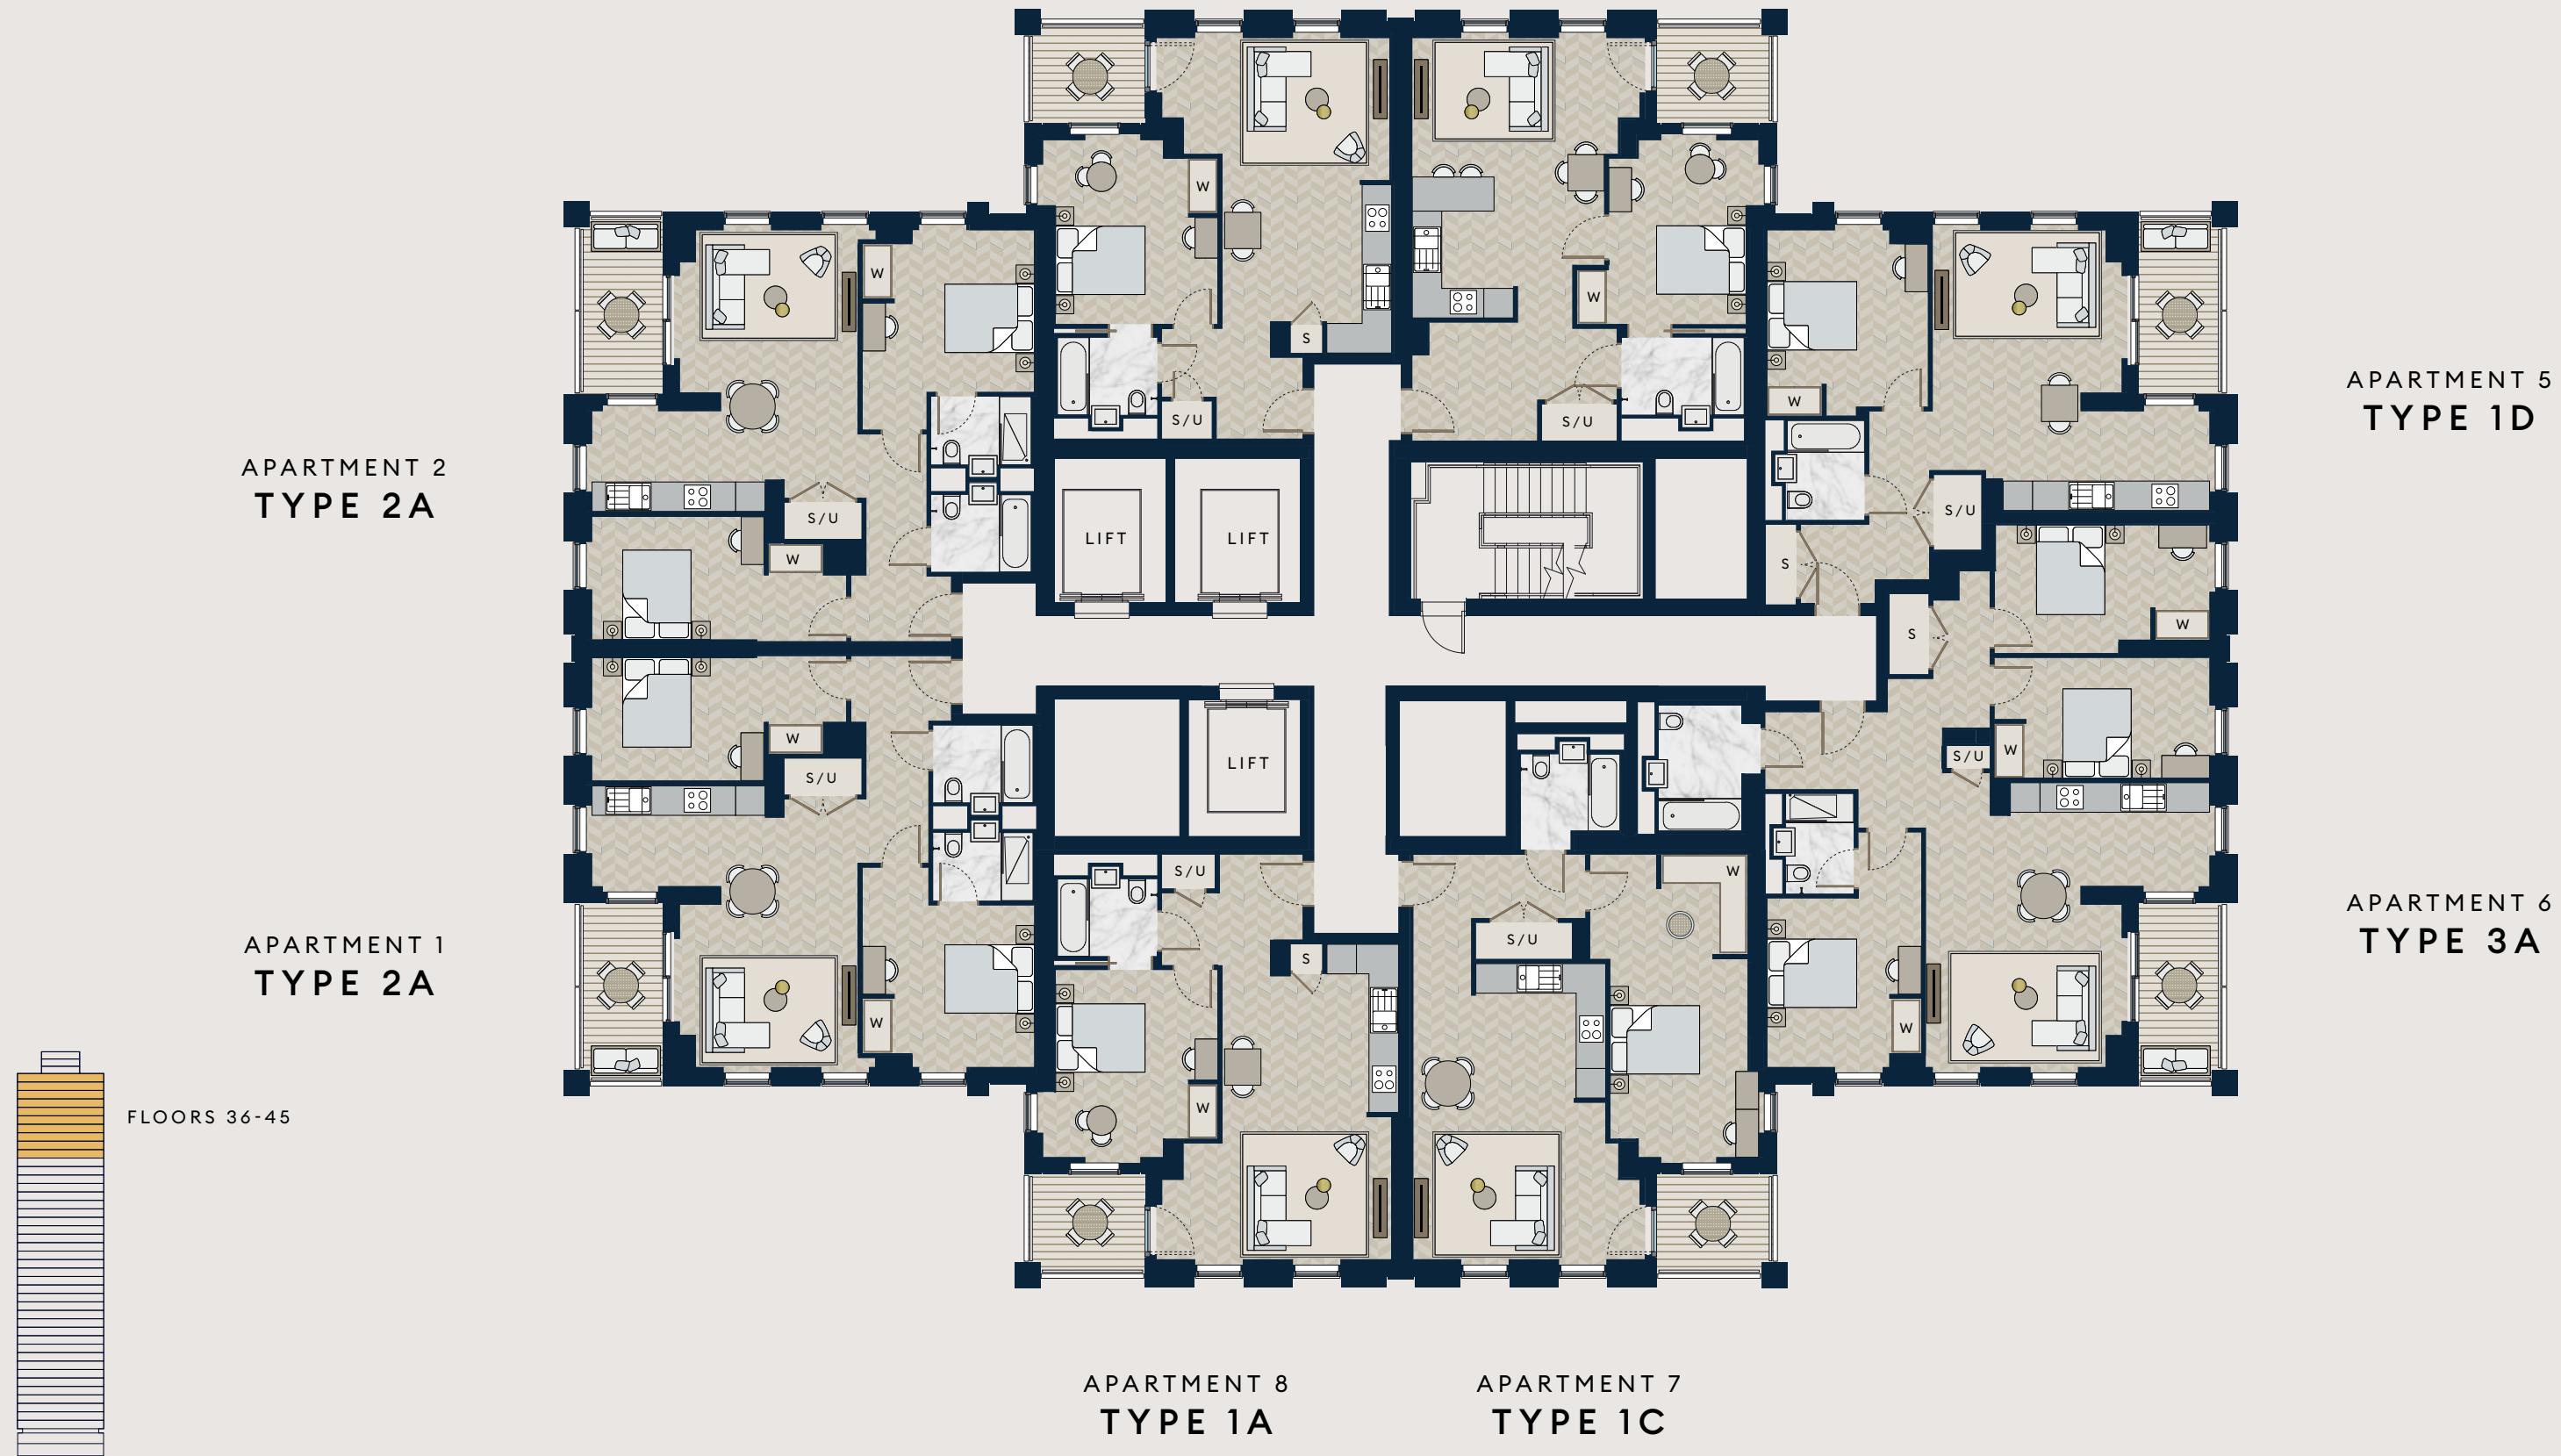 W
W
W
W
S
S/U
S/U
W
APARTMENT 5
TYPE 1D
APARTMENT 2
TYPE 2A
S/U
W
LIFT
LIFT
S/U
S
S
W
W
S/U
LIFT
S/U
W
S/U
S/U
W
APARTMENT 6
TYPE 3A
APARTMENT 1
TYPE 2A
S/U
S
W
W
W
FLOORS 36-45
APARTMENT 8
TYPE 1A
APARTMENT 7
TYPE 1C